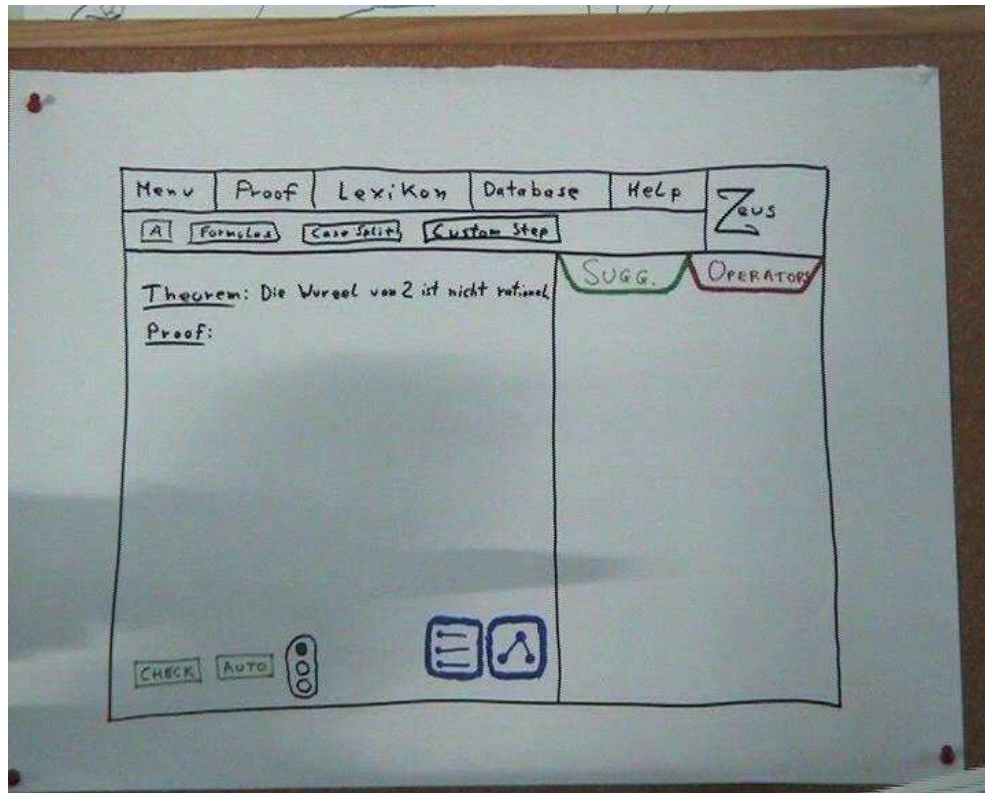 Menu Proof Lexikon Database Help Zeus
A Formulas Case Split Custom Step
SUGG. OPERATORS
Theorem: Die Wurzel von 2 ist nicht rational
Proof:
CHECK AUTO